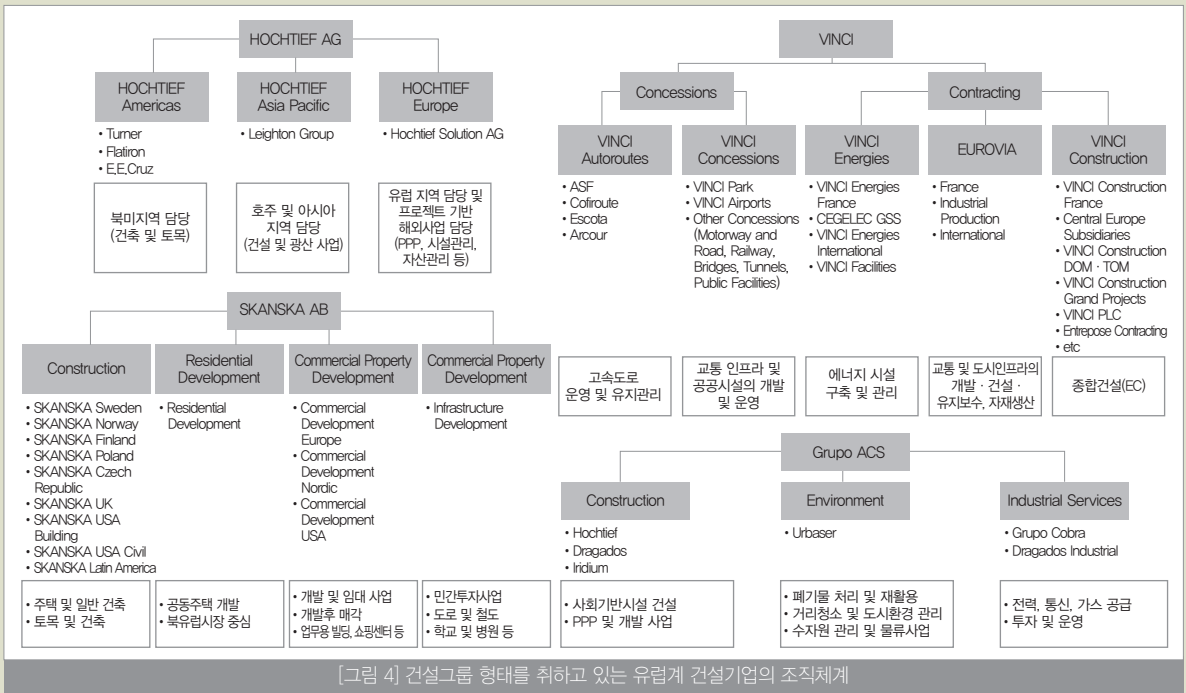 HOCHTIEF AG
HOCHTIEF
Americas
• Turner
• Flatiron
• E.E.Cruz
북미지역 담당
(건축 및 토목)
HOCHTIEF
Asia Pacific
• Leighton Group
호주 및 아시아
지역 담당
(건설 및 광산 사업)
HOCHTIEF
Europe
• Hochtief Solution AG
유럽 지역 담당 및
프로젝트 기반
해외사업 담당
(PPP, 시설관리,
자산관리 등)
VINCI
Concessions
Contracting
VINCI
Autoroutes
• ASF
• Cofiroute
• Escota
• Arcour
고속도로
운영 및 유지관리
VINCI
Concessions
• VINCI Park
• VINCI Airports
• Other Concessions
(Motorway and
Road, Railway,
Bridges, Tunnels,
Public Facilities)
교통 인프라 및
공공시설의 개발
및 운영
VINCI
Energies
• VINCI Energies
France
• CEGELEC GSS
• VINCI Energies
International
• VINCI Facilities
에너지 시설
구축 및 관리
EUROVIA
• France
• Industrial
Production
• International
교통 및 도시인프라의
개발 · 건설 ·
유지보수, 자재생산
VINCI
Construction
• VINCI Construction
France
• Central Europe
Subsidiaries
• VINCI Construction
DOM · TOM
• VINCI Construction
Grand Projects
• VINCI PLC
• Entrepose Contracting
• etc
종합건설(EC)
SKANSKA AB
Construction
• SKANSKA Sweden
• SKANSKA Norway
• SKANSKA Finland
• SKANSKA Poland
• SKANSKA Czech
Republic
• SKANSKA UK
• SKANSKA USA
Building
• SKANSKA USA Civil
• SKANSKA Latin America
• 주택 및 일반 건축
• 토목 및 건축
Residential
Development
• Residential
Development
• 공동주택 개발
• 북유럽시장 중심
Commercial Property
Development
• Commercial
Development
Europe
• Commercial
Development
Nordic
• Commercial
Development
USA
• 개발 및 임대 사업
• 개발후 매각
• 업무용 빌딩, 쇼핑센터 등
Commercial Property
Development
• Infrastructure
Development
• 민간투자사업
• 도로 및 철도
• 학교 및 병원 등
Grupo ACS
Construction
• Hochtief
• Dragados
• Iridium
• 사회기반시설 건설
• PPP 및 개발 사업
Environment
• Urbaser
• 폐기물 처리 및 재활용
• 거리청소 및 도시환경 관리
• 수자원 관리 및 물류사업
Industrial Services
• Grupo Cobra
• Dragados Industrial
• 전력, 통신, 가스 공급
• 투자 및 운영
[그림 4] 건설그룹 형태를 취하고 있는 유럽계 건설기업의 조직체계